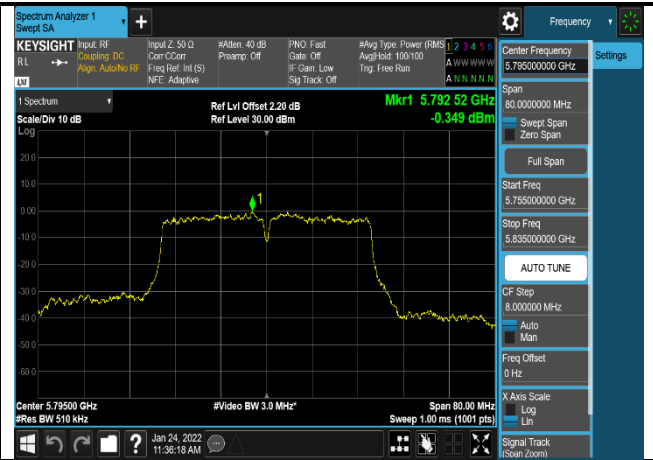 Spectrum Analyzer 1
Swept SA
+
Frequency
KEYSIGHT
RL
LXI
Input: RF
Coupling: DC
Align: Auto/No RF
Input Z: 50 Ω
Corr CCorr
Freq Ref: Int (S)
NFE: Adaptive
#Atten: 40 dB
Preamp: Off
PNO: Fast
Gate: Off
IF Gain: Low
Sig Track: Off
#Avg Type: Power (RMS
Avg|Hold: 100/100
Trig: Free Run
1 2 3 4 5 6
A W W W W W
A N N N N N
1 Spectrum
Scale/Div 10 dB
Ref Lvl Offset 2.20 dB
Ref Level 30.00 dBm
Mkr1 5.792 52 GHz
-0.349 dBm
Log
20.0
10.0
0.00
-10.0
-20.0
-30.0
-40.0
-50.0
-60.0
1
Center 5.79500 GHz
#Res BW 510 kHz
#Video BW 3.0 MHz*
Span 80.00 MHz
Sweep 1.00 ms (1001 pts)
Jan 24, 2022
11:36:18 AM
?
Center Frequency
5.795000000 GHz
Settings
Span
80.0000000 MHz
Swept Span
Zero Span
Full Span
Start Freq
5.755000000 GHz
Stop Freq
5.835000000 GHz
AUTO TUNE
CF Step
8.000000 MHz
Auto
Man
Freq Offset
0 Hz
X Axis Scale
Log
Lin
Signal Track
(Span Zoom)